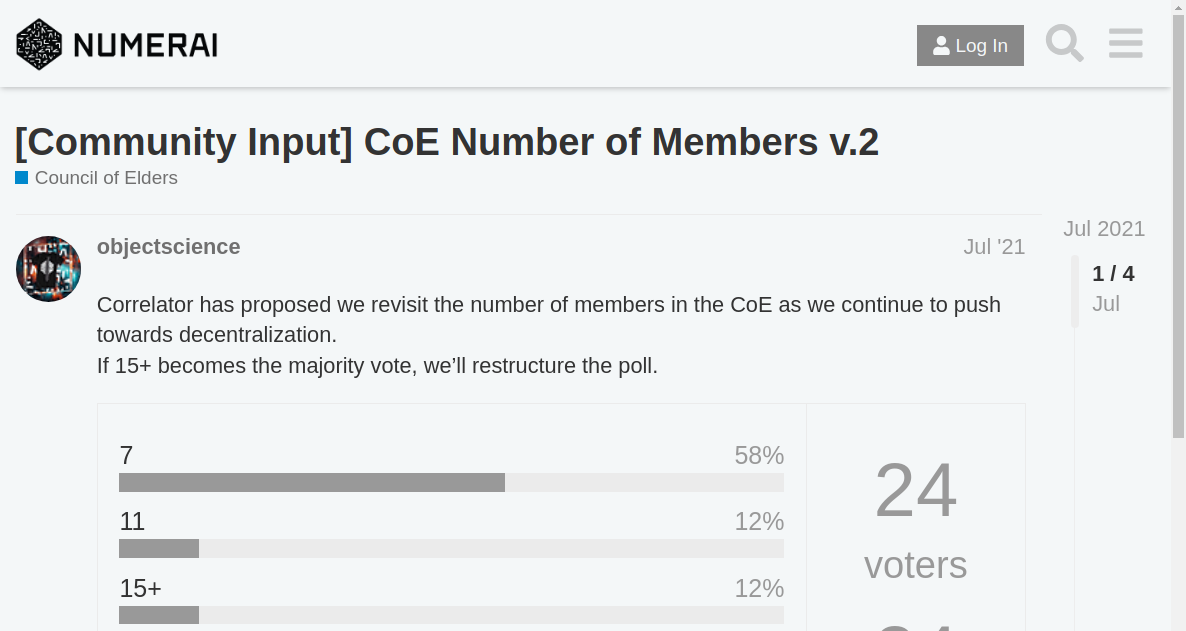 NUMERAI
Log In
[Community Input] CoE Number of Members v.2
Council of Elders
Jul 2021
objectscience
Jul '21
1 / 4
Jul
Correlator has proposed we revisit the number of members in the CoE as we continue to push
towards decentralization.
If 15+ becomes the majority vote, we’ll restructure the poll.
7
58%
24
voters
11
12%
15+
12%